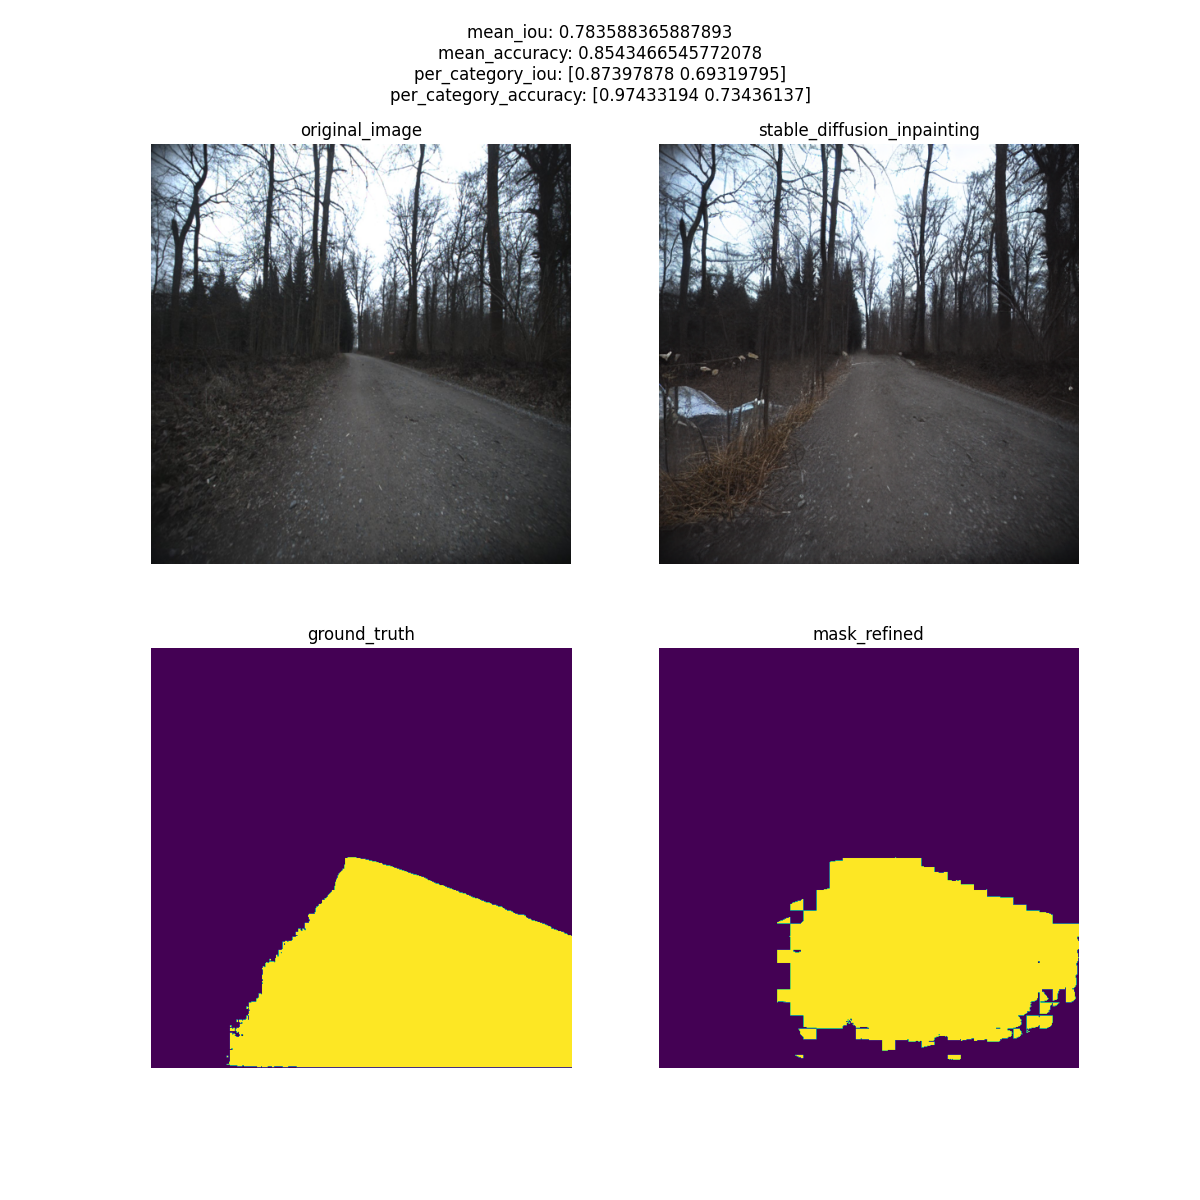 mean_iou: 0.783588365887893
mean_accuracy: 0.8543466545772078
per_category_iou: [0.87397878 0.69319795]
per_category_accuracy: [0.97433194 0.73436137]
original_image
stable_diffusion_inpainting
ground_truth
mask_refined